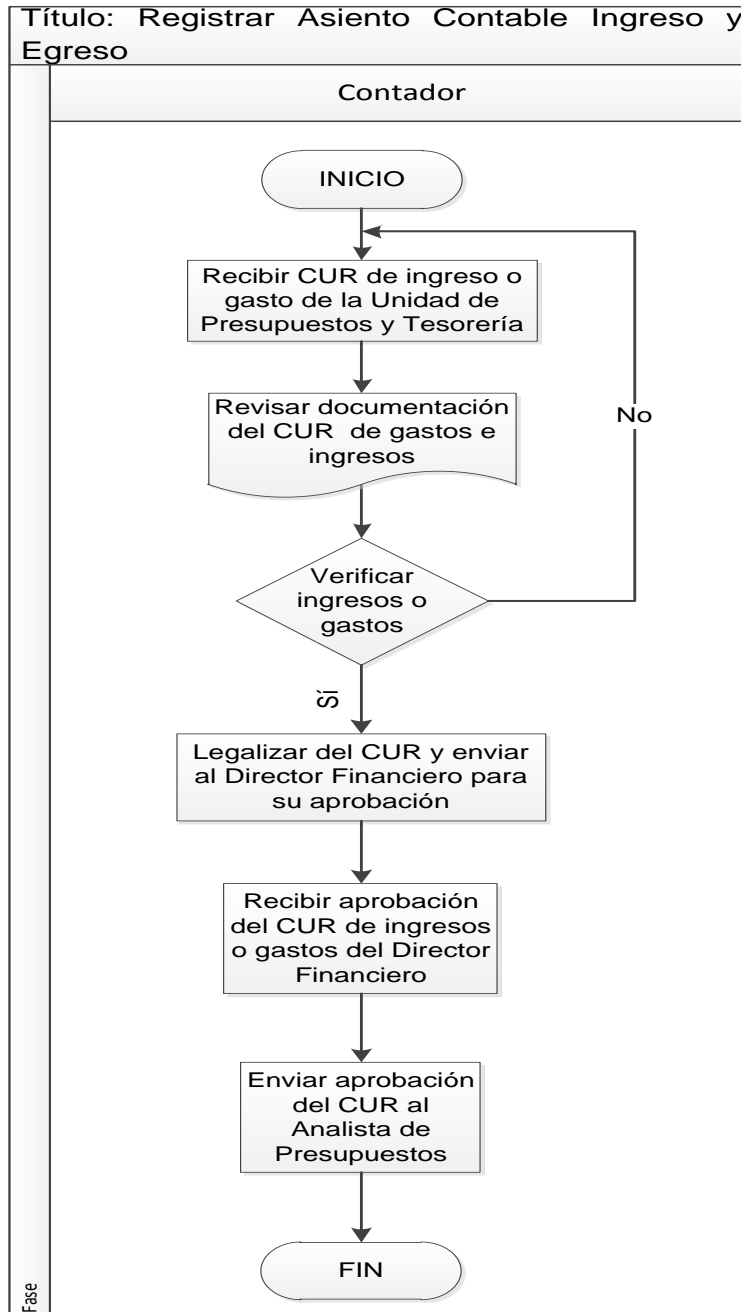 Título: Registrar Asiento Contable Ingreso y
Egreso
Contador
INICIO
Recibir CUR de ingreso o
gasto de la Unidad de
Presupuestos y Tesorería
Revisar documentación
del CUR de gastos e
ingresos
No
Verificar
ingresos o
gastos
Sí
Legalizar del CUR y enviar
al Director Financiero para
su aprobación
Recibir aprobación
del CUR de ingresos
o gastos del Director
Financiero
Enviar aprobación
del CUR al
Analista de
Presupuestos
FIN
Fase